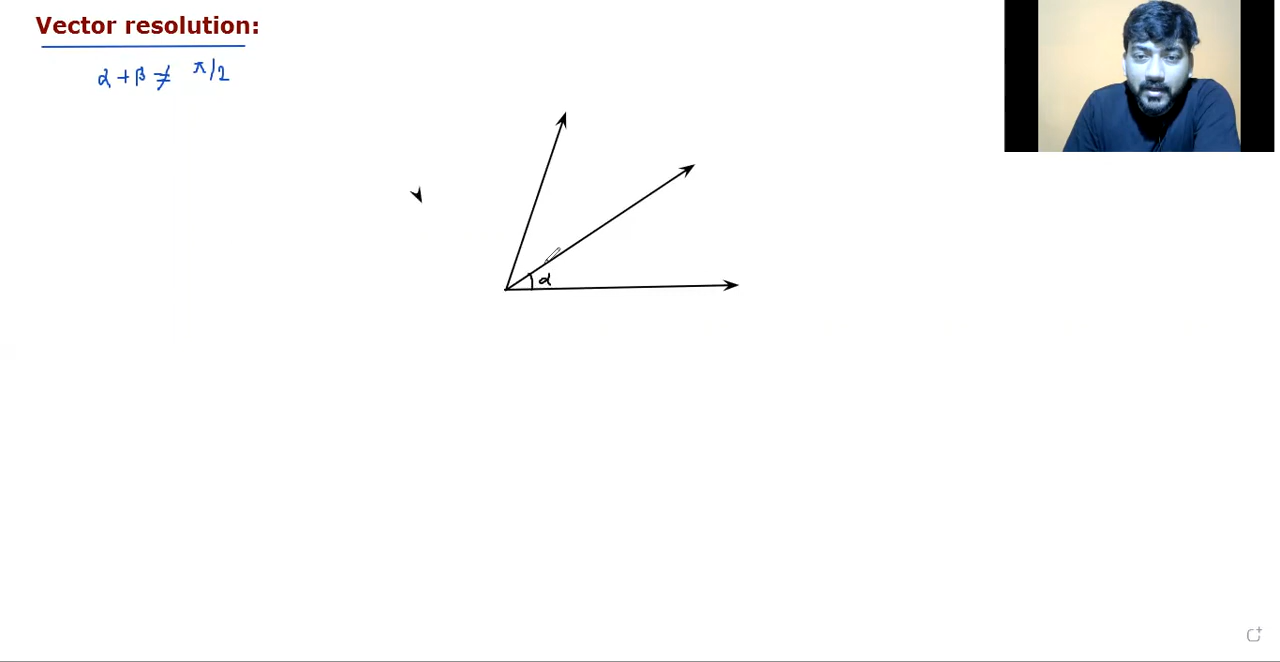 Vector resolution:
α + β ≠ π/2
α